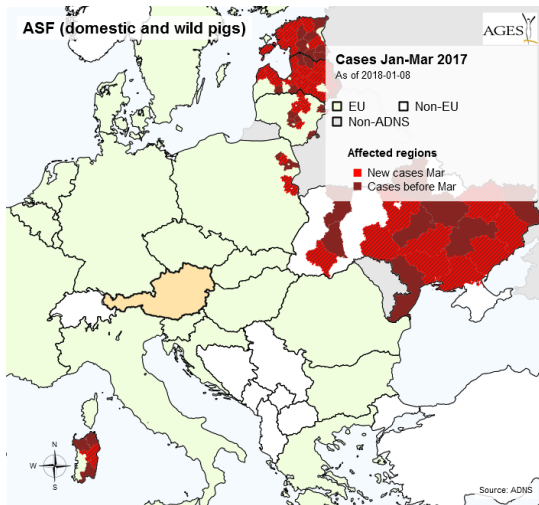 ASF (domestic and wild pigs)
AGES
Cases Jan-Mar 2017
As of 2018-01-08
EU
Non-EU
Non-ADNS
Affected regions
New cases Mar
Cases before Mar
N
W
E
S
Source: ADNS